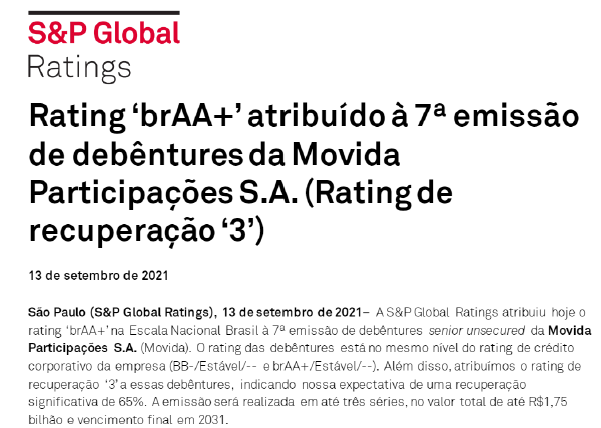 S&P Global
Ratings
Rating ‘brAA+’ atribuído à 7ª emissão
de debêntures da Movida
Participações S.A. (Rating de
recuperação ‘3’)
13 de setembro de 2021
São Paulo (S&P Global Ratings), 13 de setembro de 2021– A S&P Global Ratings atribuiu hoje o
rating ‘brAA+’ na Escala Nacional Brasil à 7ª emissão de debêntures senior unsecured da Movida
Participações S.A. (Movida). O rating das debêntures está no mesmo nível do rating de crédito
corporativo da empresa (BB-/Estável/-- e brAA+/Estável/--). Além disso, atribuímos o rating de
recuperação ‘3’ a essas debêntures, indicando nossa expectativa de uma recuperação
significativa de 65%. A emissão será realizada em até três séries, no valor total de até R$1,75
bilhão e vencimento final em 2031.